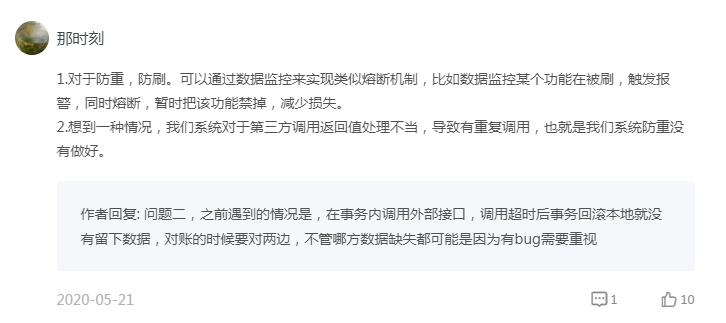 那时刻
1.对于防重，防刷。可以通过数据监控来实现类似熔断机制，比如数据监控某个功能在被刷，触发报
警，同时熔断，暂时把该功能禁掉，减少损失。
2.想到一种情况，我们系统对于第三方调用返回值处理不当，导致有重复调用，也就是我们系统防重没
有做好。
作者回复: 问题二，之前遇到的情况是，在事务内调用外部接口，调用超时后事务回滚本地就没
有留下数据，对账的时候要对两边，不管哪方数据缺失都可能是因为有bug需要重视
2020-05-21
1
10